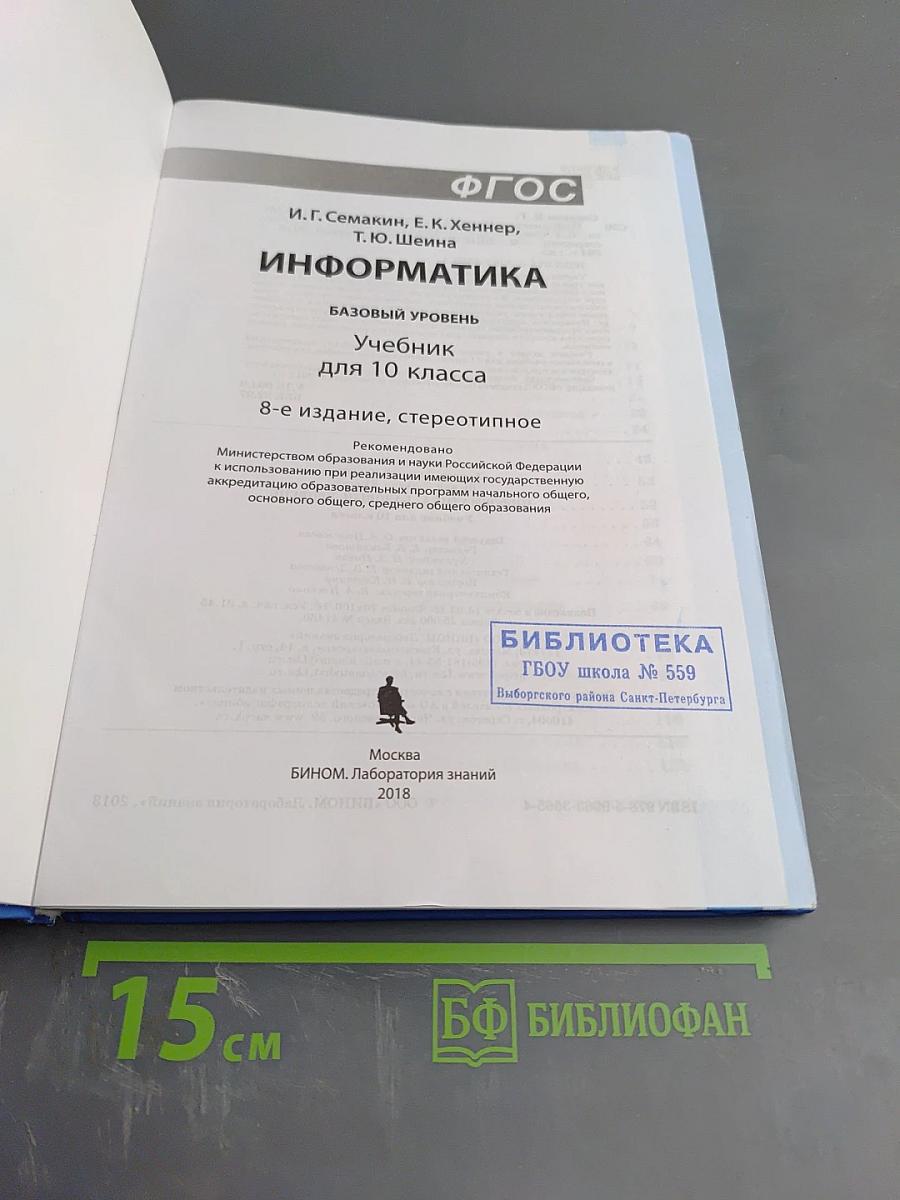 ФГОС
И. Г. Семакин, Е. К. Хеннер,
Т. Ю. Шеина
ИНФОРМАТИКА
БАЗОВЫЙ УРОВЕНЬ
Учебник
для 10 класса
8-е издание, стереотипное
Рекомендовано
Министерством образования и науки Российской Федерации
к использованию при реализации имеющих государственную
аккредитацию образовательных программ начального общего,
основного общего, среднего общего образования
БИБЛИОТЕКА
ГБОУ школа № 559
Выборгского района Санкт-Петербурга
Москва
БИНОМ. Лаборатория знаний
2018
15 см
БФ БИБЛИОФАН